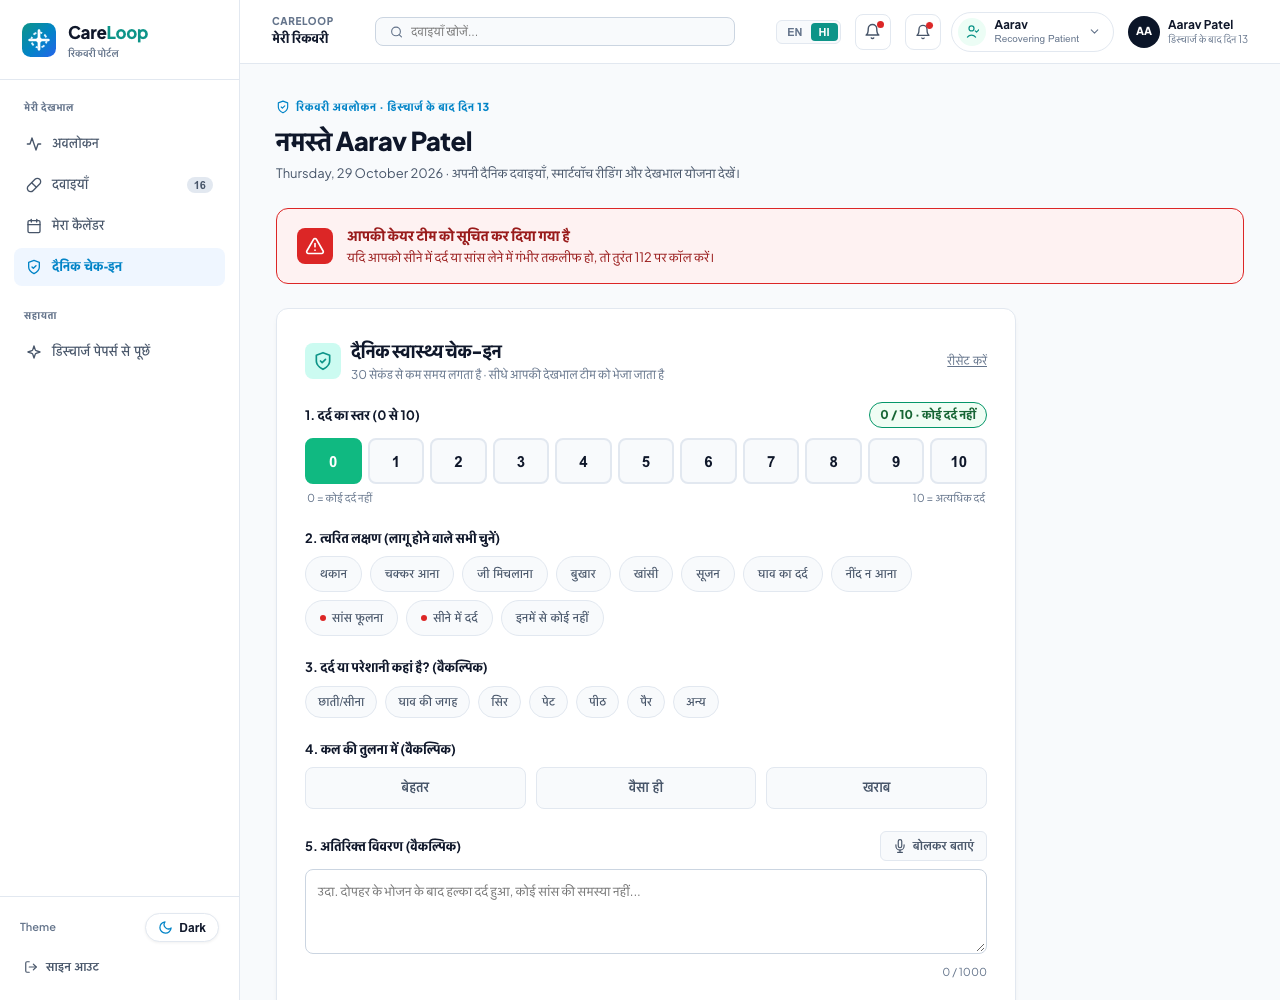 CareLoop
रिकवरी पोर्टल
मेरी देखभाल
अवलोकन
दवाइयाँ 16
मेरा कैलेंडर
दैनिक चेक-इन
सहायता
डिस्चार्ज पेपर्स से पूछें
Theme Dark
साइन आउट
CARELOOP
मेरी रिकवरी
दवाइयाँ खोजें...
EN HI
Aarav
Recovering Patient
AA
Aarav Patel
डिस्चार्ज के बाद दिन 13
रिकवरी अवलोकन · डिस्चार्ज के बाद दिन 13
नमस्ते Aarav Patel
Thursday, 29 October 2026 · अपनी दैनिक दवाइयाँ, स्मार्टवॉच रीडिंग और देखभाल योजना देखें।
आपकी केयर टीम को सूचित कर दिया गया है
यदि आपको सीने में दर्द या सांस लेने में गंभीर तकलीफ हो, तो तुरंत 112 पर कॉल करें।
दैनिक स्वास्थ्य चेक-इन
30 सेकंड से कम समय लगता है · सीधे आपकी देखभाल टीम को भेजा जाता है
रीसेट करें
1. दर्द का स्तर (0 से 10)
0 / 10 · कोई दर्द नहीं
0 1 2 3 4 5 6 7 8 9 10
0 = कोई दर्द नहीं
10 = अत्यधिक दर्द
2. त्वरित लक्षण (लागू होने वाले सभी चुनें)
थकान चक्कर आना जी मिचलाना बुखार खांसी सूजन घाव का दर्द नींद न आना
सांस फूलना सीने में दर्द इनमें से कोई नहीं
3. दर्द या परेशानी कहां है? (वैकल्पिक)
छाती/सीना घाव की जगह सिर पेट पीठ पैर अन्य
4. कल की तुलना में (वैकल्पिक)
बेहतर वैसा ही खराब
5. अतिरिक्त विवरण (वैकल्पिक)
बोलकर बताएं
उदा. दोपहर के भोजन के बाद हल्का दर्द हुआ, कोई सांस की समस्या नहीं...
0 / 1000